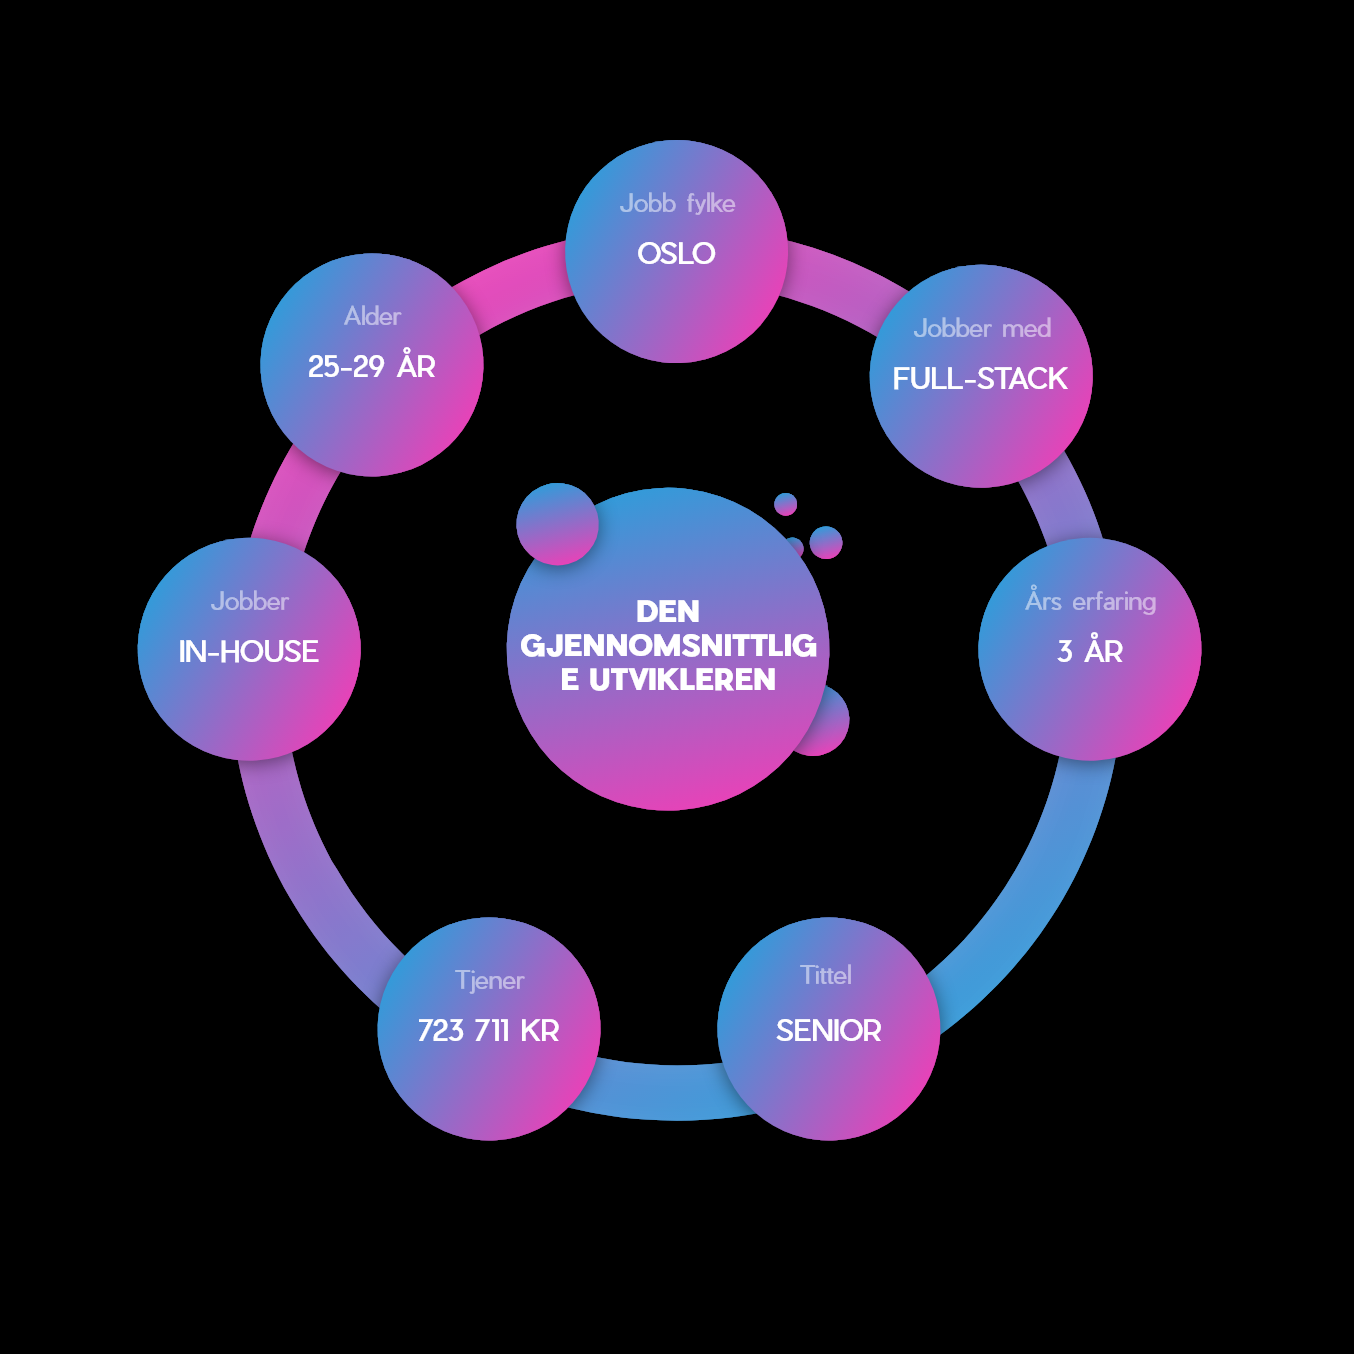 Jobb fylke
OSLO
Alder
25-29 ÅR
Jobber med
FULL-STACK
Jobber
IN-HOUSE
DEN
GJENNOMSNITTLIG
E UTVIKLEREN
Års erfaring
3 ÅR
Tjener
723 711 KR
Tittel
SENIOR